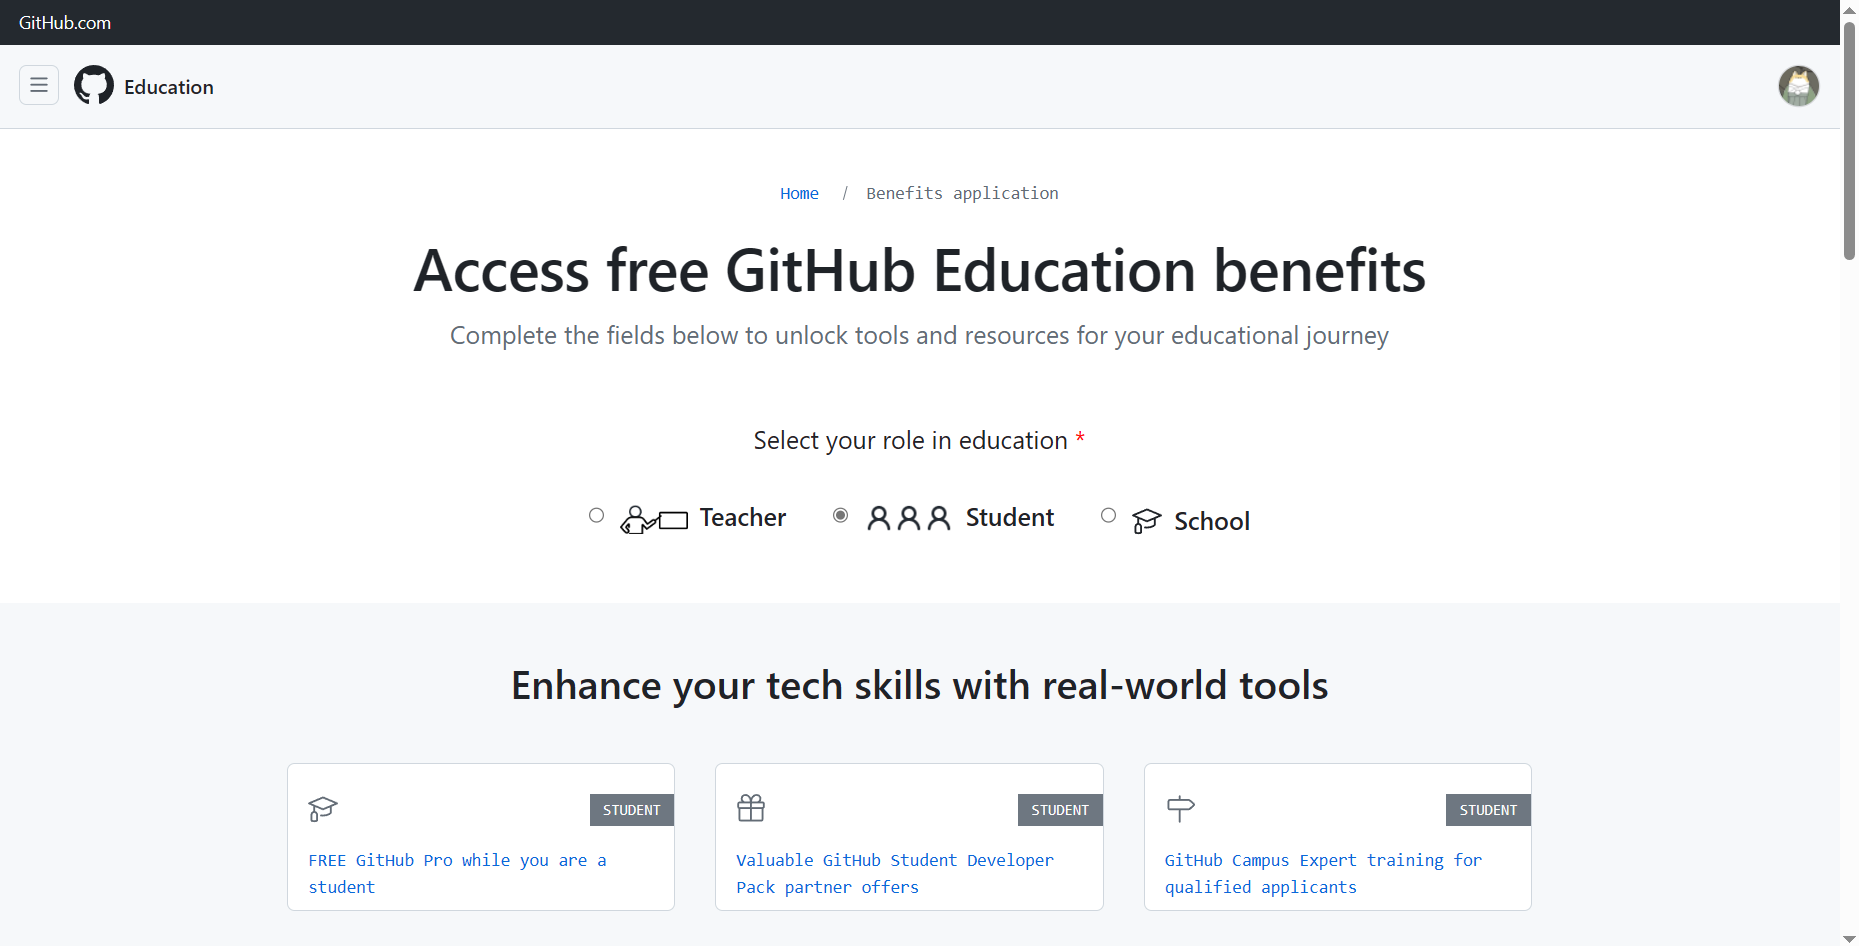 GitHub.com
Education
Home / Benefits application
Access free GitHub Education benefits
Complete the fields below to unlock tools and resources for your educational journey
Select your role in education *
Teacher
Student
School
Enhance your tech skills with real-world tools
STUDENT
FREE GitHub Pro while you are a
student
STUDENT
Valuable GitHub Student Developer
Pack partner offers
STUDENT
GitHub Campus Expert training for
qualified applicants